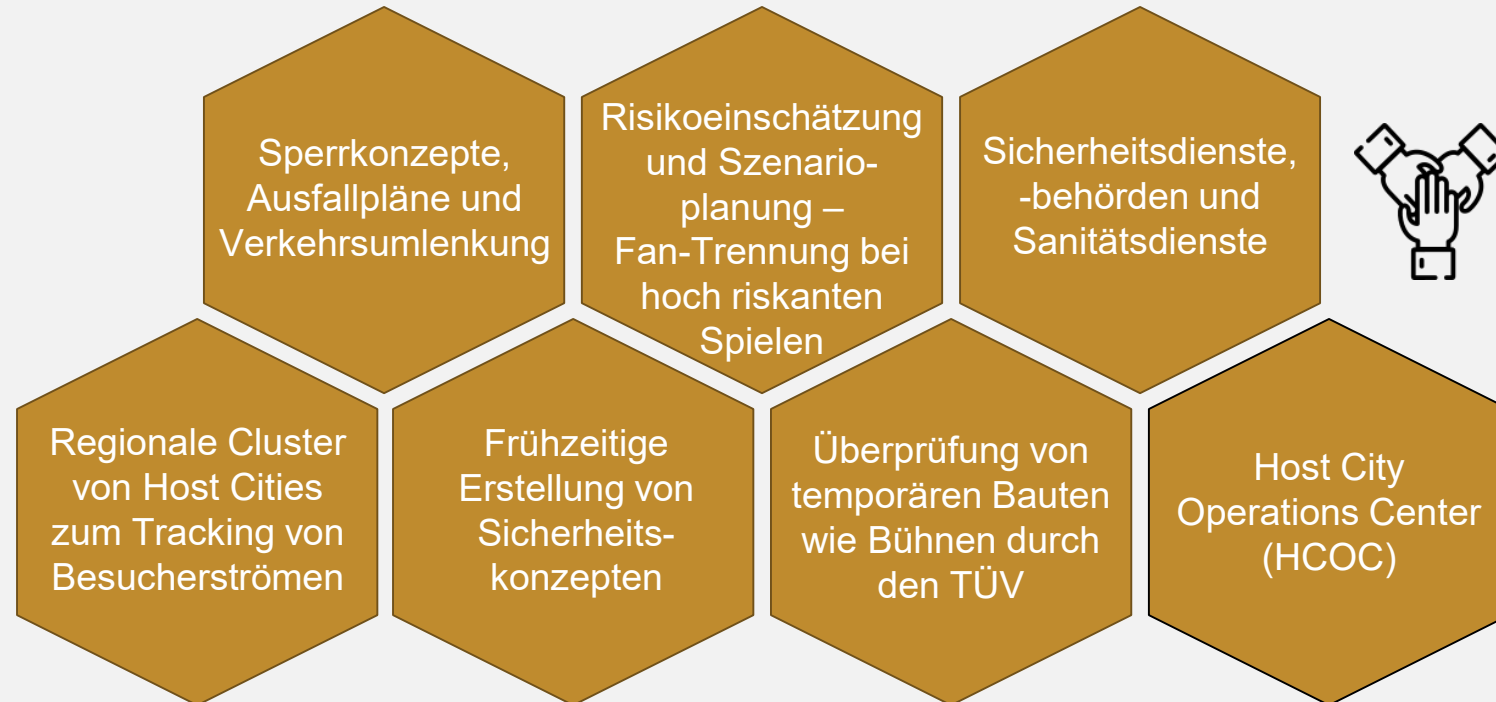 Sperrkonzepte,
Ausfallpläne und
Verkehrsumlenkung
Risikoeinschätzung
und Szenario-
planung –
Fan-Trennung bei
hoch riskanten
Spielen
Sicherheitsdienste,
-behörden und
Sanitätsdienste
Regionale Cluster
von Host Cities
zum Tracking von
Besucherströmen
Frühzeitige
Erstellung von
Sicherheits-
konzepten
Überprüfung von
temporären Bauten
wie Bühnen durch
den TÜV
Host City
Operations Center
(HCOC)